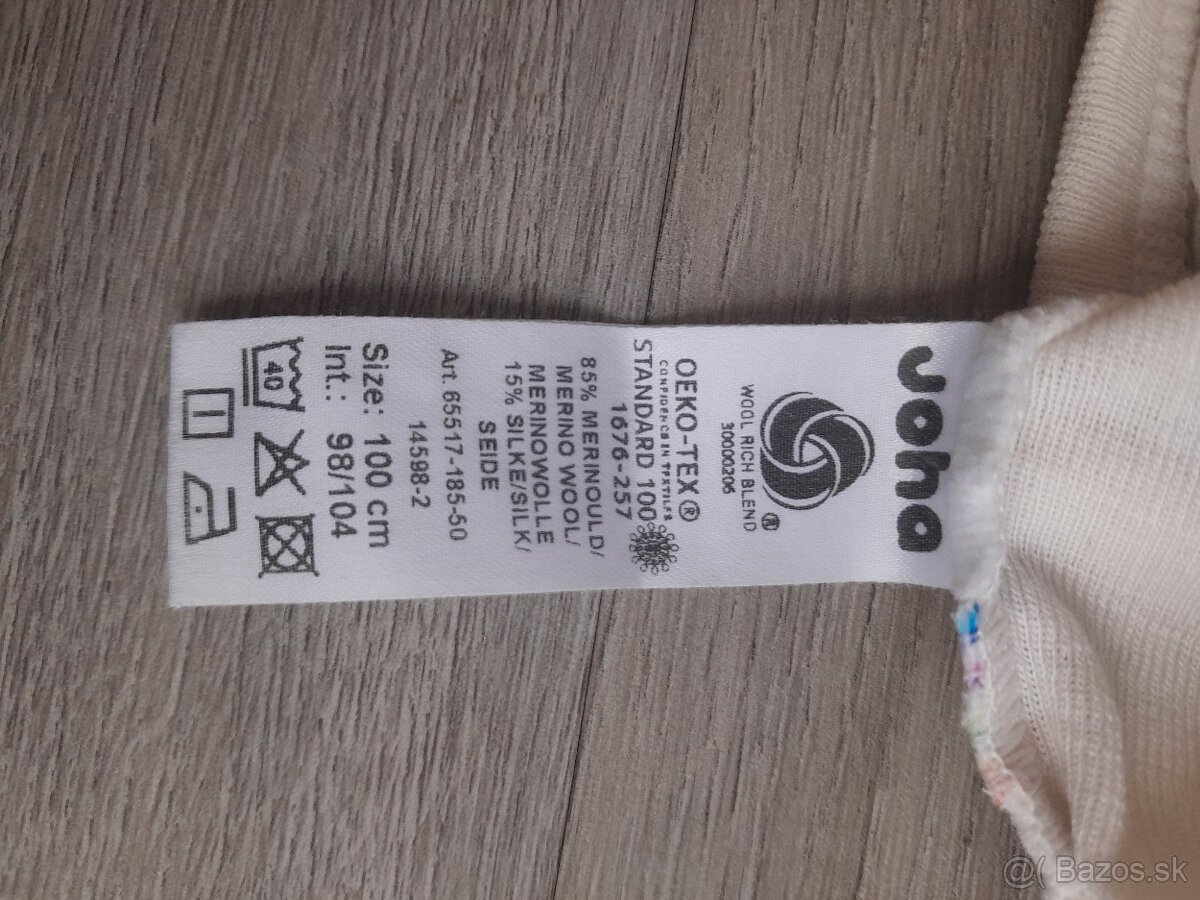 Joha
®
WOOL RICH BLEND
30000206
OEKO-TEX®
CONFIDENCE IN TEXTILES
STANDARD 100
1676-257
85% MERINOULD/
MERINO WOOL/
MERINOWOLLE
15% SILKE/SILK/
SEIDE
Art. 65517-185-50
14598-2
Size: 100 cm
Int.: 98/104
40
@( Bazos.sk